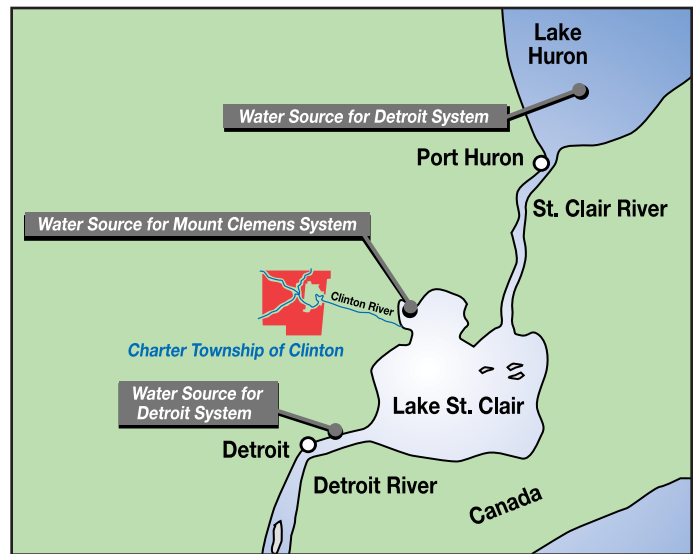 Lake
Huron
Water Source for Detroit System
Port Huron
St. Clair River
Water Source for Mount Clemens System
Clinton River
Charter Township of Clinton
Water Source for
Detroit System
Lake St. Clair
Detroit
Detroit River
Canada